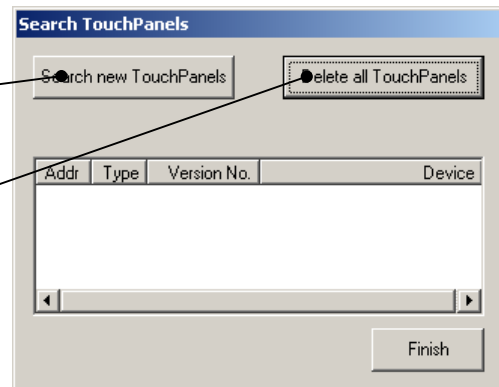 Search TouchPanels
Search new TouchPanels
Delete all TouchPanels
Addr Type Version No. Device
Finish